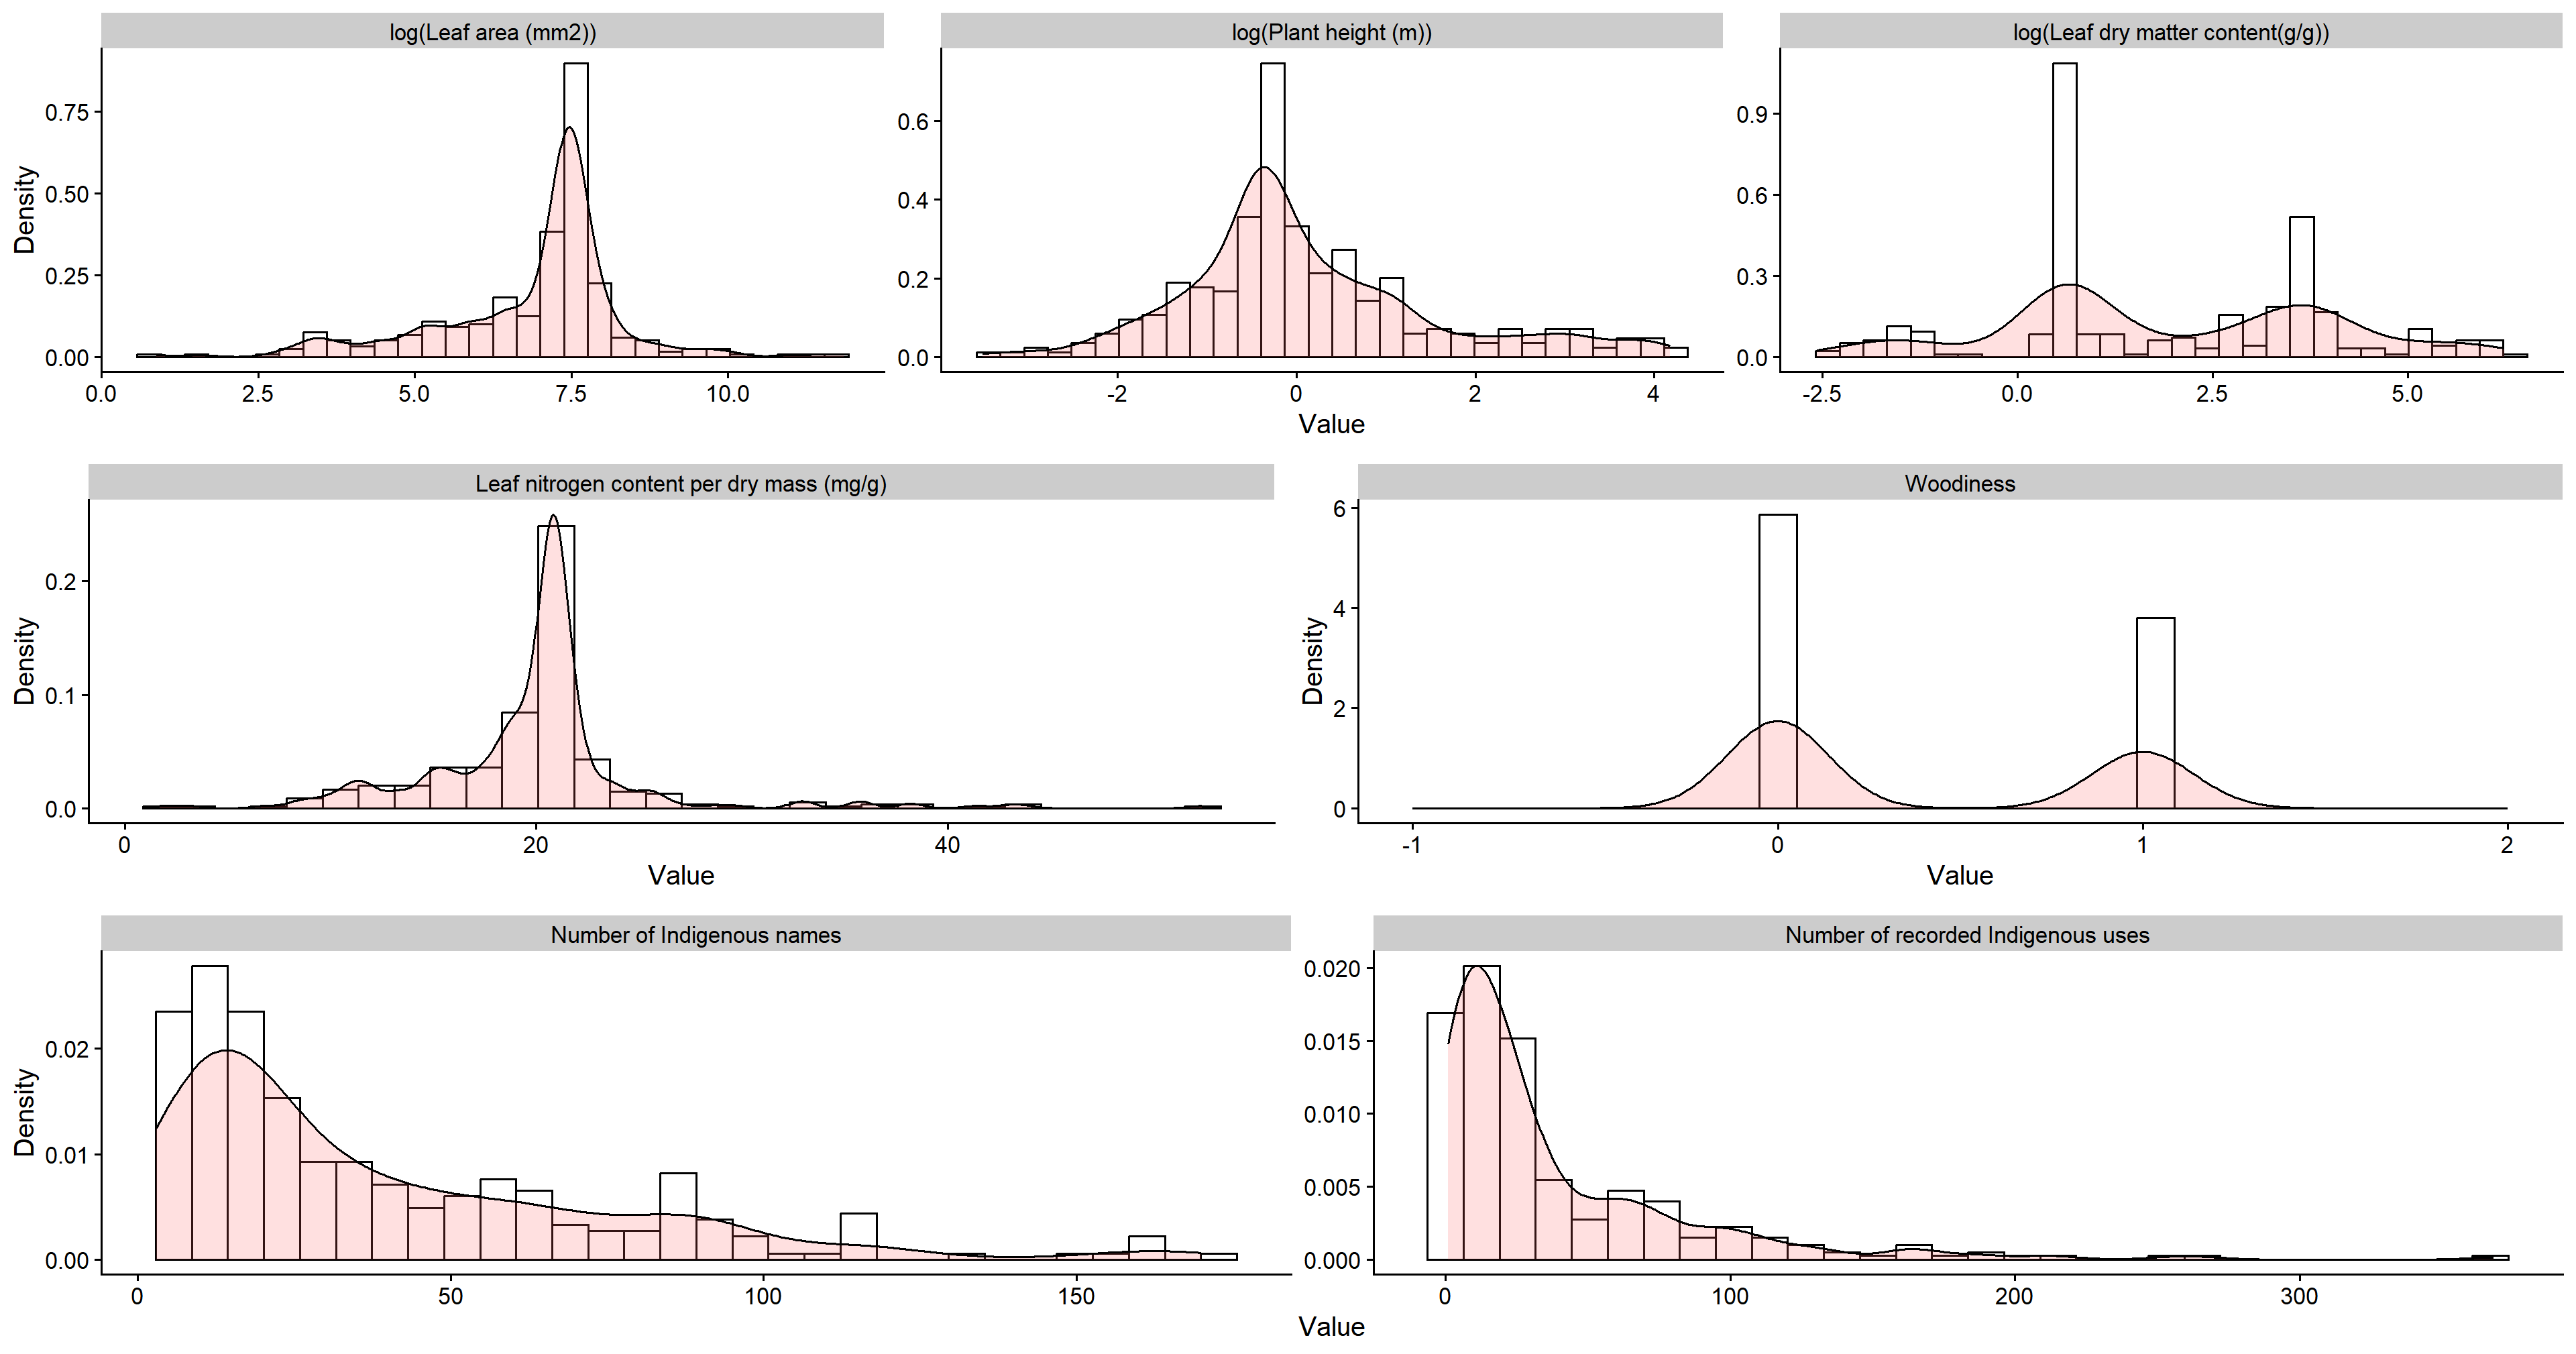 log(Leaf area (mm2))
Density
0.75
0.50
0.25
0.00
0.0 2.5 5.0 7.5 10.0
log(Plant height (m))
0.6
0.4
0.2
0.0
-2 0 2 4
Value
log(Leaf dry matter content(g/g))
0.9
0.6
0.3
0.0
-2.5 0.0 2.5 5.0
Leaf nitrogen content per dry mass (mg/g)
Density
0.2
0.1
0.0
0 20 40
Value
Woodiness
Density
6
4
2
0
-1 0 1 2
Value
Number of Indigenous names
Density
0.02
0.01
0.00
0 50 100 150
Number of recorded Indigenous uses
0.020
0.015
0.010
0.005
0.000
0 100 200 300
Value